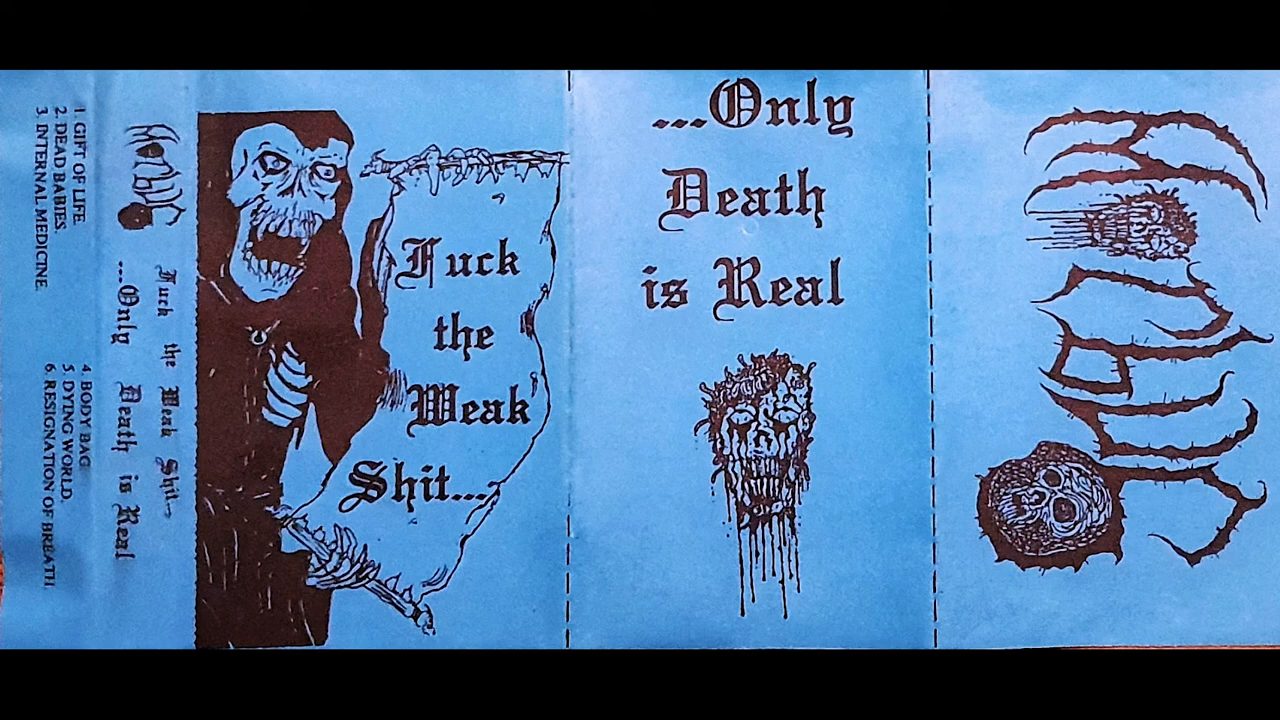 1. GIFT OF LIFE.
2. DEAD BABIES.
3. INTERNAL MEDICINE.
4. BODY BAG
5. DYING WORLD.
6. RESIGNATION OF BREATH.
Morbuc
Fuck the Weak Shit...
...Only Death is Real
Fuck
the
Weak
Shit...
...Only
Death
is Real